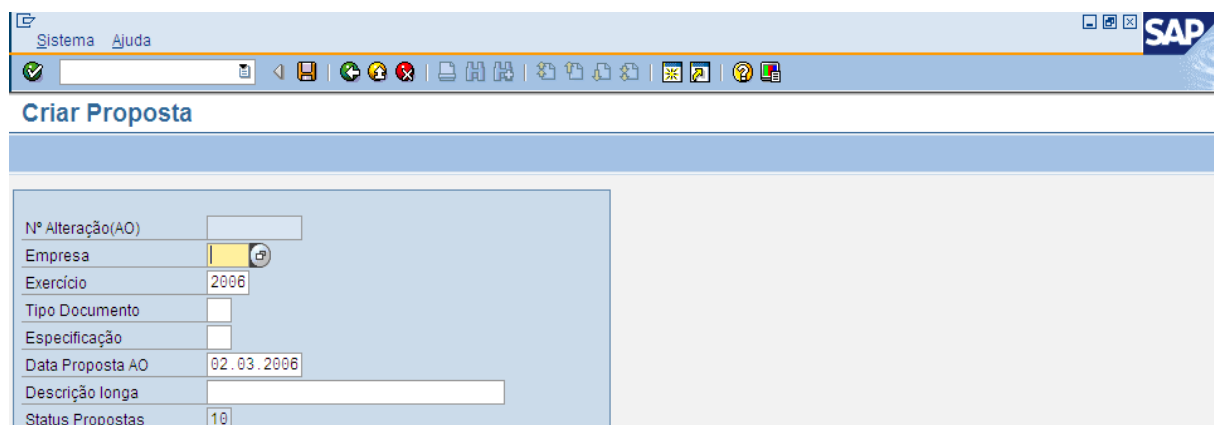 SAP
Sistema Ajuda
Criar Proposta
Nº Alteração(AO)
Empresa
Exercício 2006
Tipo Documento
Especificação
Data Proposta AO 02.03.2006
Descrição longa
Status Propostas 10